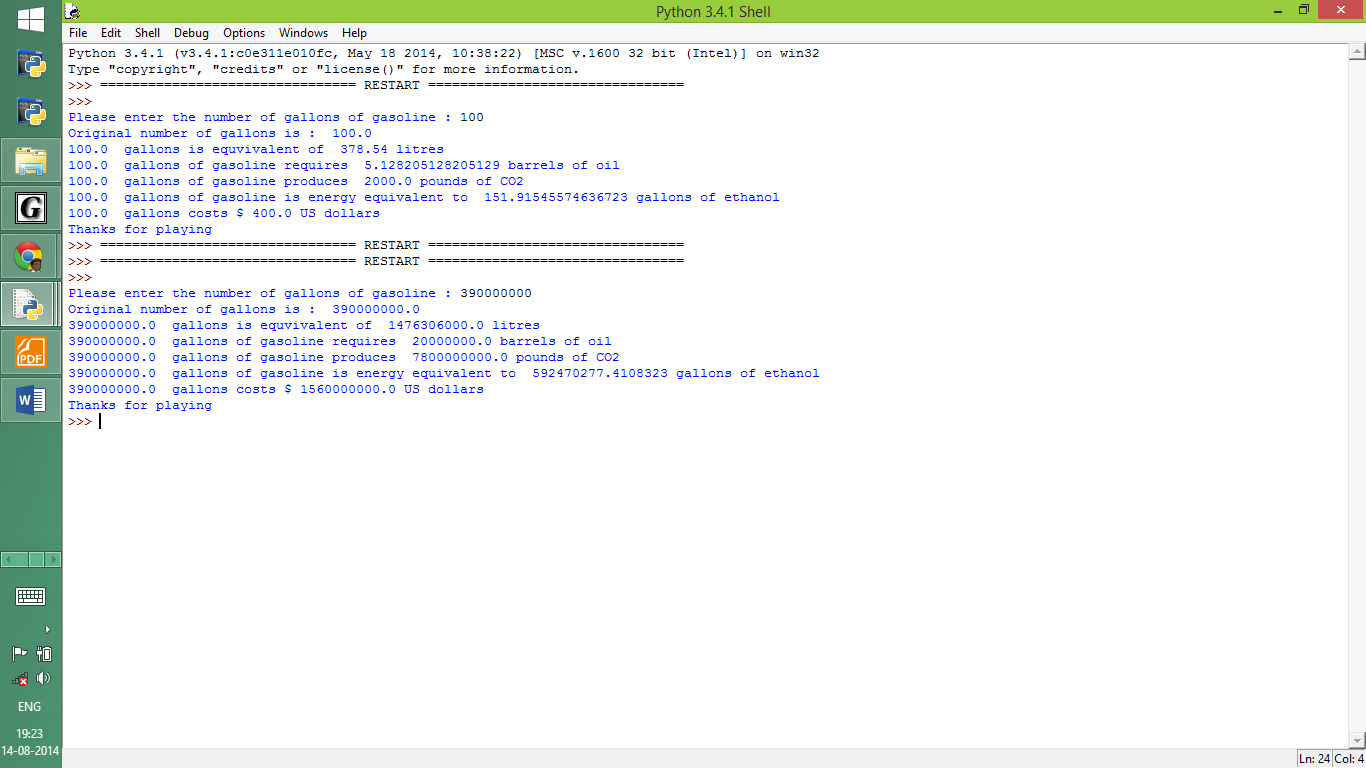 Python 3.4.1 Shell
File Edit Shell Debug Options Windows Help
Python 3.4.1 (v3.4.1:c0e311e010fc, May 18 2014, 10:38:22) [MSC v.1600 32 bit (Intel)] on win32
Type "copyright", "credits" or "license()" for more information.
>>> ================================ RESTART ================================
>>>
Please enter the number of gallons of gasoline : 100
Original number of gallons is :  100.0
100.0  gallons is equvivalent of  378.54 litres
100.0  gallons of gasoline requires  5.128205128205129 barrels of oil
100.0  gallons of gasoline produces  2000.0 pounds of CO2
100.0  gallons of gasoline is energy equivalent to  151.91545574636723 gallons of ethanol
100.0  gallons costs $ 400.0 US dollars
Thanks for playing
>>> ================================ RESTART ================================
>>> ================================ RESTART ================================
>>>
Please enter the number of gallons of gasoline : 390000000
Original number of gallons is :  390000000.0
390000000.0  gallons is equvivalent of  1476306000.0 litres
390000000.0  gallons of gasoline requires  20000000.0 barrels of oil
390000000.0  gallons of gasoline produces  7800000000.0 pounds of CO2
390000000.0  gallons of gasoline is energy equivalent to  592470277.4108323 gallons of ethanol
390000000.0  gallons costs $ 1560000000.0 US dollars
Thanks for playing
>>>
G
PDF
W
ENG
19:23
14-08-2014
Ln: 24 Col: 4